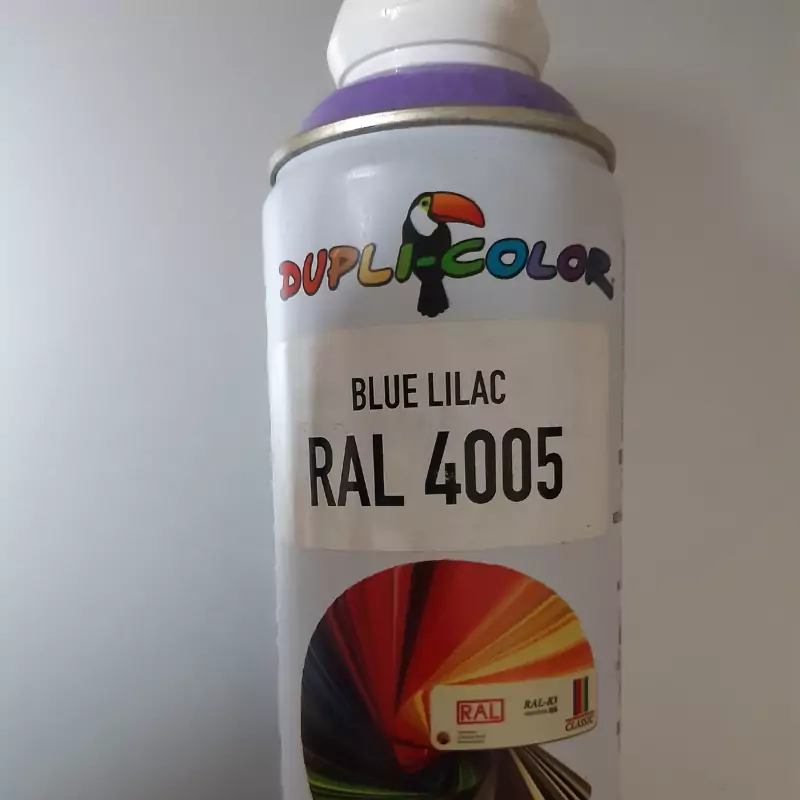 DUPLI-COLOR
BLUE LILAC
RAL 4005
RAL
RAL-K5
CLASSIC